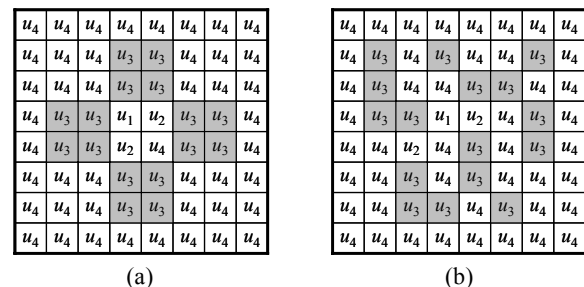 u₄ u₄ u₄ u₄ u₄ u₄ u₄ u₄
u₄ u₄ u₄ u₃ u₃ u₄ u₄ u₄
u₄ u₄ u₄ u₃ u₃ u₄ u₄ u₄
u₄ u₃ u₃ u₁ u₂ u₃ u₃ u₄
u₄ u₃ u₃ u₂ u₄ u₃ u₃ u₄
u₄ u₄ u₄ u₃ u₃ u₄ u₄ u₄
u₄ u₄ u₄ u₃ u₃ u₄ u₄ u₄
u₄ u₄ u₄ u₄ u₄ u₄ u₄ u₄
(a)
u₄ u₄ u₄ u₄ u₄ u₄ u₄ u₄
u₄ u₃ u₄ u₃ u₄ u₄ u₃ u₄
u₄ u₃ u₄ u₄ u₃ u₃ u₄ u₄
u₄ u₃ u₃ u₁ u₂ u₄ u₃ u₄
u₄ u₄ u₂ u₄ u₃ u₄ u₃ u₄
u₄ u₄ u₃ u₄ u₃ u₄ u₄ u₄
u₄ u₄ u₃ u₃ u₄ u₃ u₄ u₄
u₄ u₄ u₄ u₄ u₄ u₄ u₄ u₄
(b)